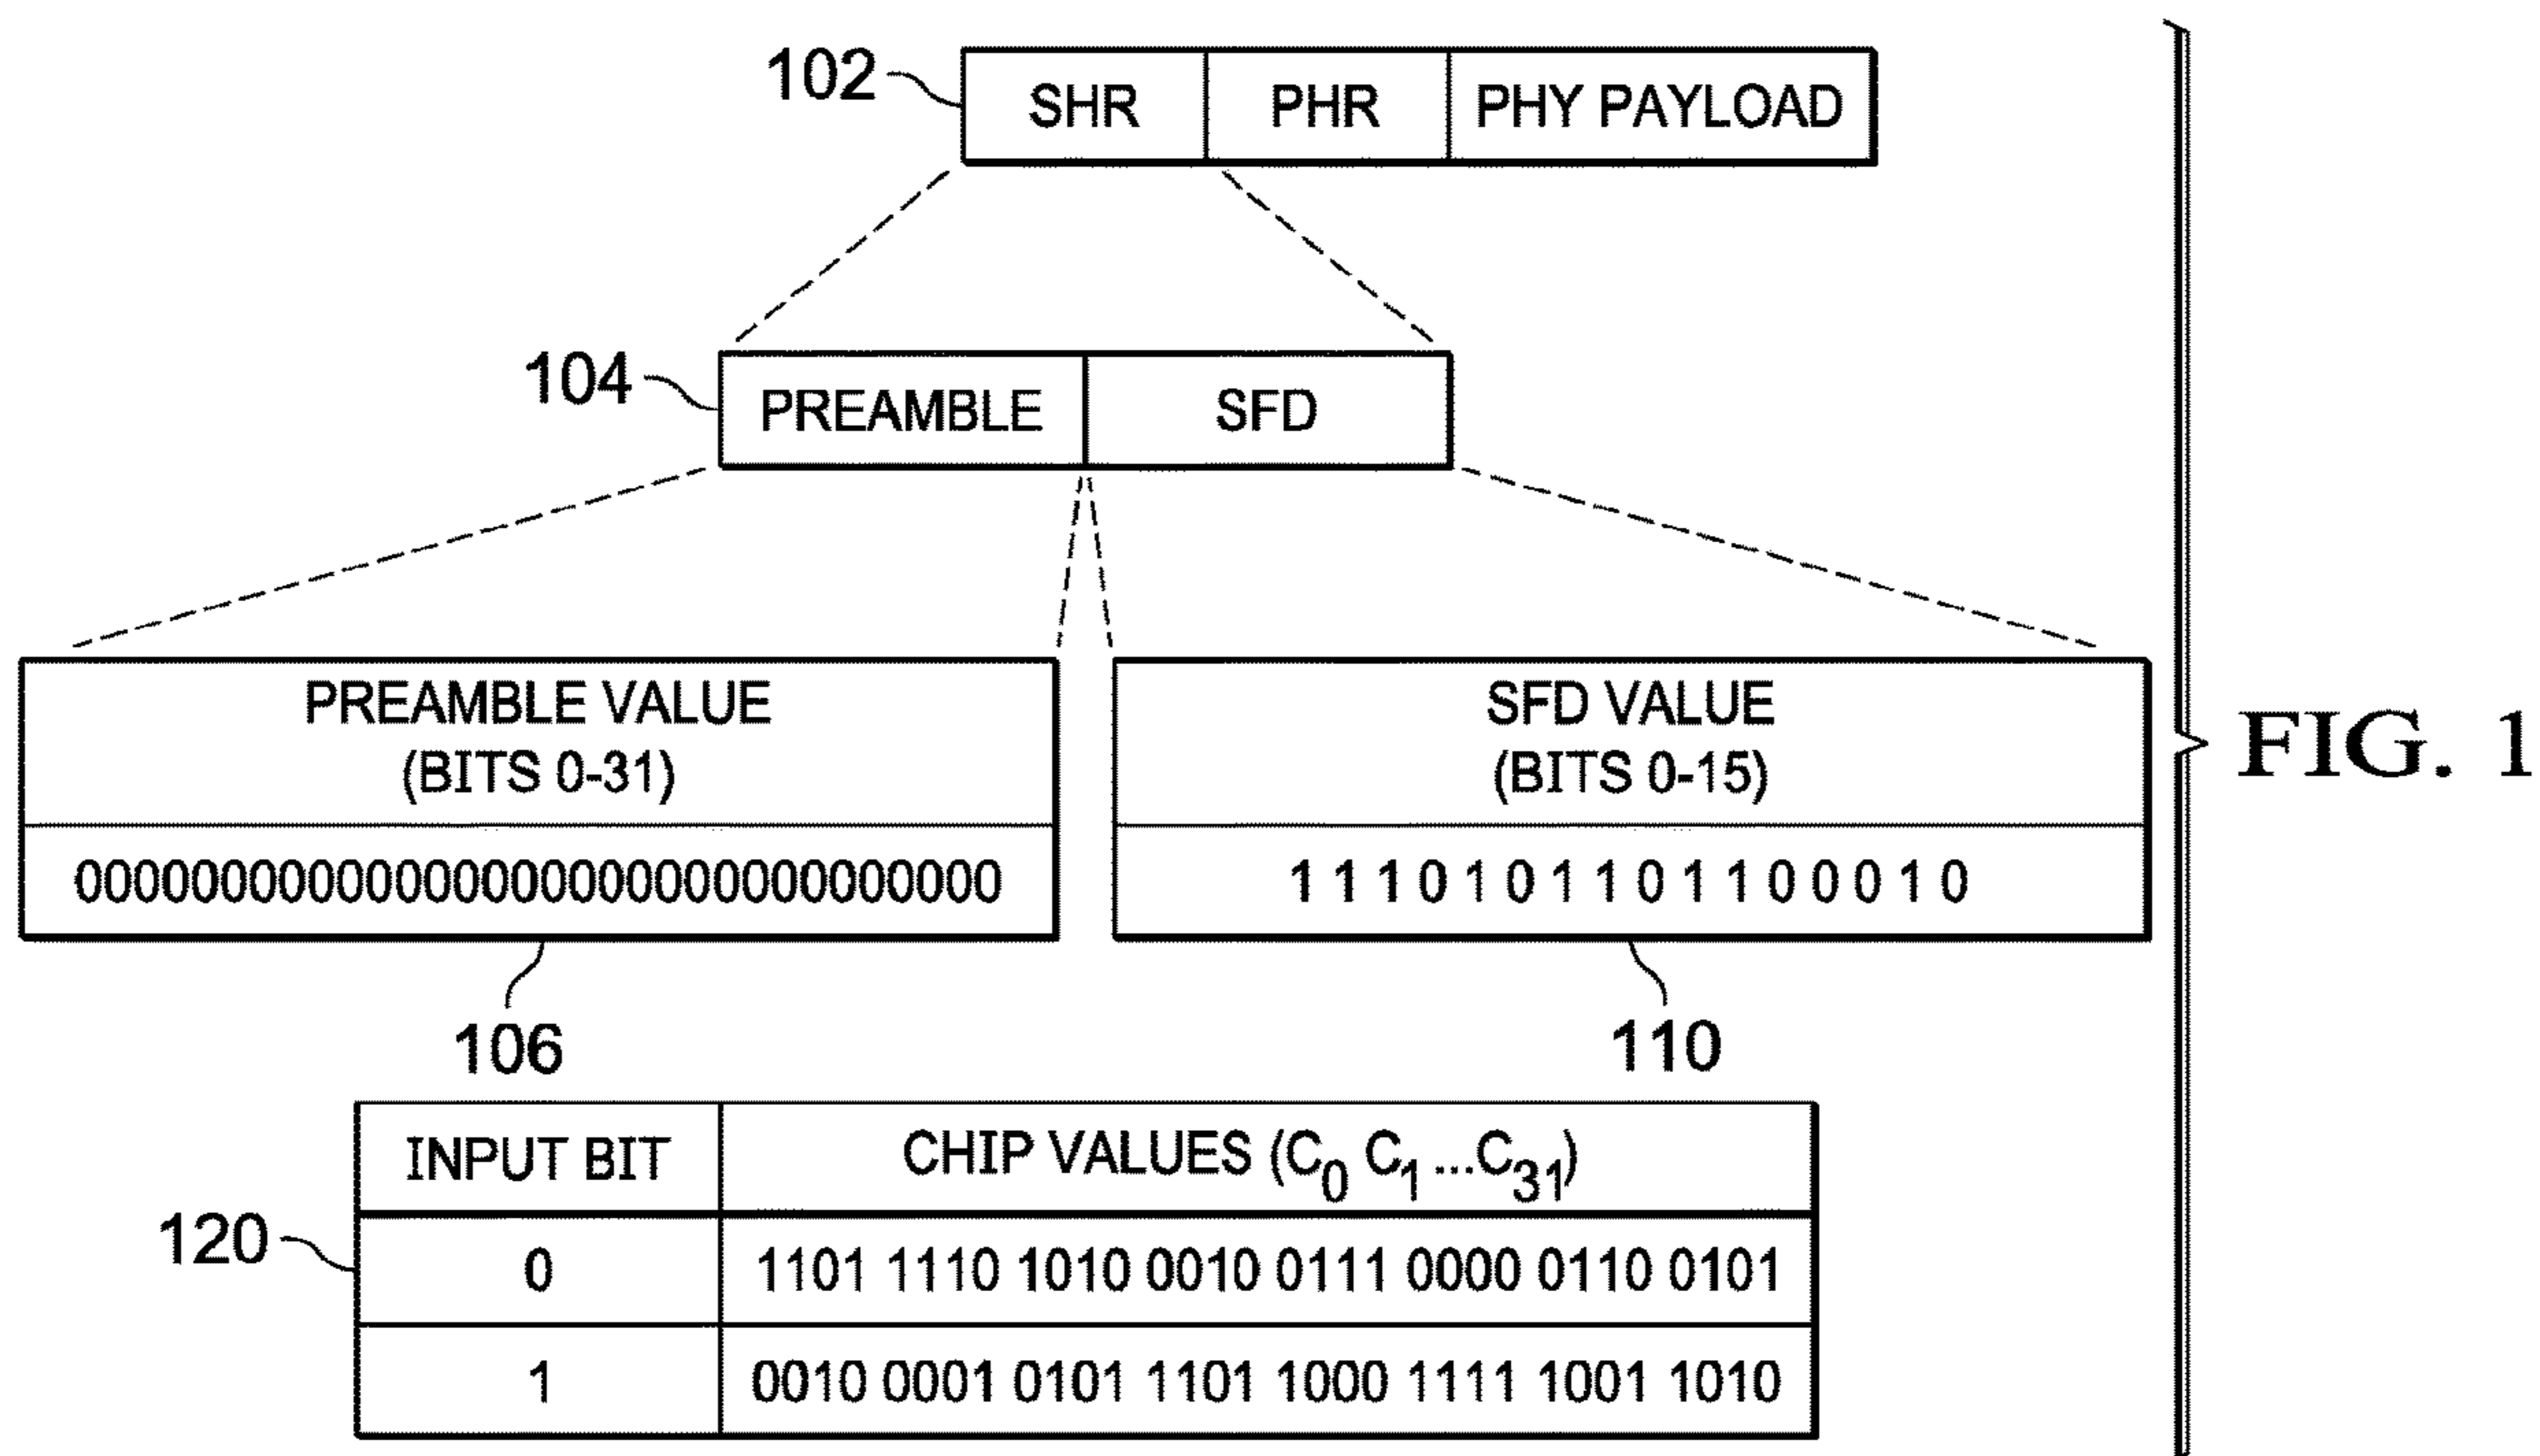 102
SHR PHR PHY PAYLOAD
104
PREAMBLE SFD
PREAMBLE VALUE
(BITS 0-31)
00000000000000000000000000000000
SFD VALUE
(BITS 0-15)
1 1 1 0 1 0 1 1 0 1 1 0 0 0 1 0
FIG. 1
106
110
INPUT BIT CHIP VALUES (C0 C1 ...C31)
120
0 1101 1110 1010 0010 0111 0000 0110 0101
1 0010 0001 0101 1101 1000 1111 1001 1010